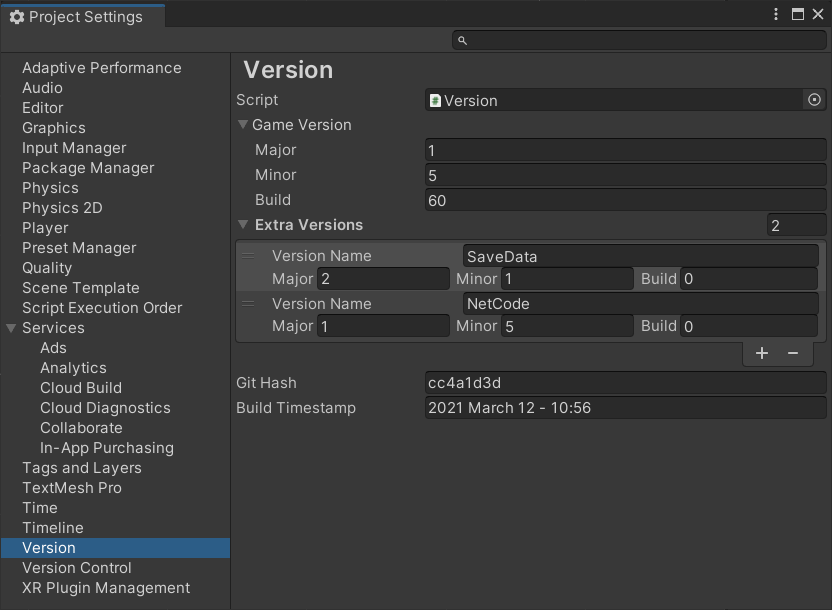 Project Settings
Adaptive Performance
Audio
Editor
Graphics
Input Manager
Package Manager
Physics
Physics 2D
Player
Preset Manager
Quality
Scene Template
Script Execution Order
Services
Ads
Analytics
Cloud Build
Cloud Diagnostics
Collaborate
In-App Purchasing
Tags and Layers
TextMesh Pro
Time
Timeline
Version
Version Control
XR Plugin Management
Version
Script # Version
Game Version
Major 1
Minor 5
Build 60
Extra Versions 2
Version Name SaveData
Major 2 Minor 1 Build 0
Version Name NetCode
Major 1 Minor 5 Build 0
+ −
Git Hash cc4a1d3d
Build Timestamp 2021 March 12 - 10:56